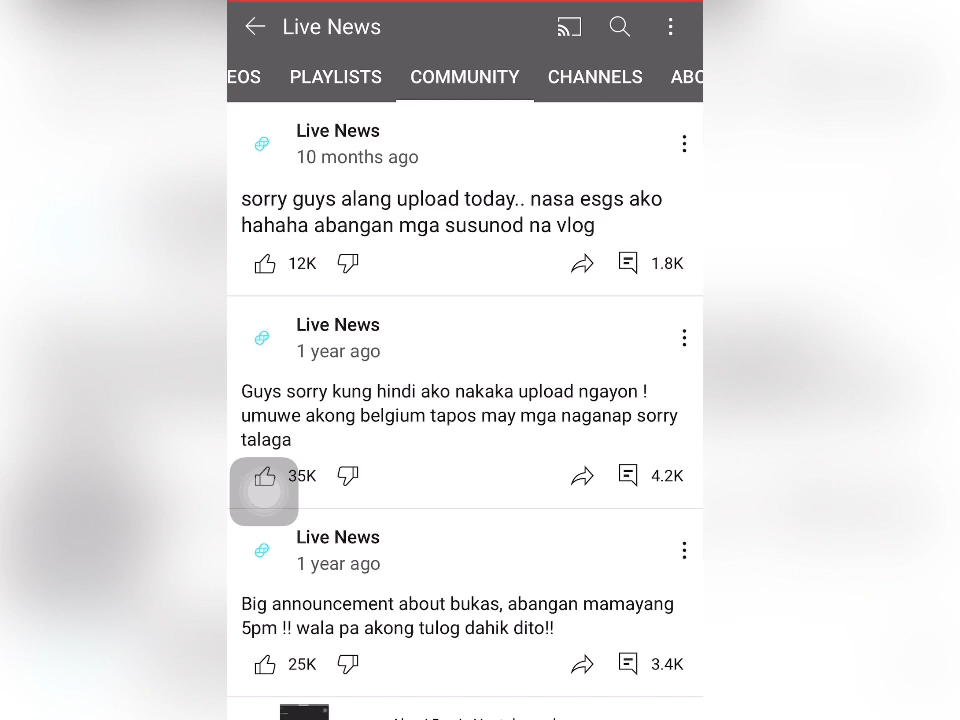 Live News
EOS PLAYLISTS COMMUNITY CHANNELS ABO
Live News
10 months ago
sorry guys alang upload today.. nasa esgs ako
hahaha abangan mga susunod na vlog
12K 1.8K
Live News
1 year ago
Guys sorry kung hindi ako nakaka upload ngayon !
umuwe akong belgium tapos may mga naganap sorry
talaga
35K 4.2K
Live News
1 year ago
Big announcement about bukas, abangan mamayang
5pm !! wala pa akong tulog dahik dito!!
25K 3.4K